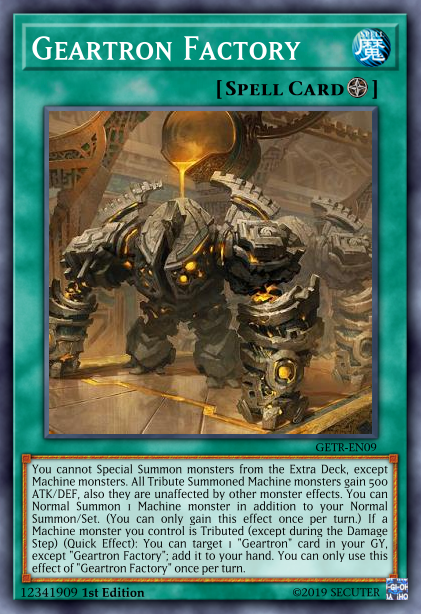 Geartron Factory
魔
[Spell Card]
GETR-EN09
You cannot Special Summon monsters from the Extra Deck, except
Machine monsters. All Tribute Summoned Machine monsters gain 500
ATK/DEF, also they are unaffected by other monster effects. You can
Normal Summon 1 Machine monster in addition to your Normal
Summon/Set. (You can only gain this effect once per turn.) If a
Machine monster you control is Tributed (except during the Damage
Step) (Quick Effect): You can target 1 "Geartron" card in your GY,
except "Geartron Factory"; add it to your hand. You can only use this
effect of "Geartron Factory" once per turn.
12341909 1st Edition
©2019 SECUTER